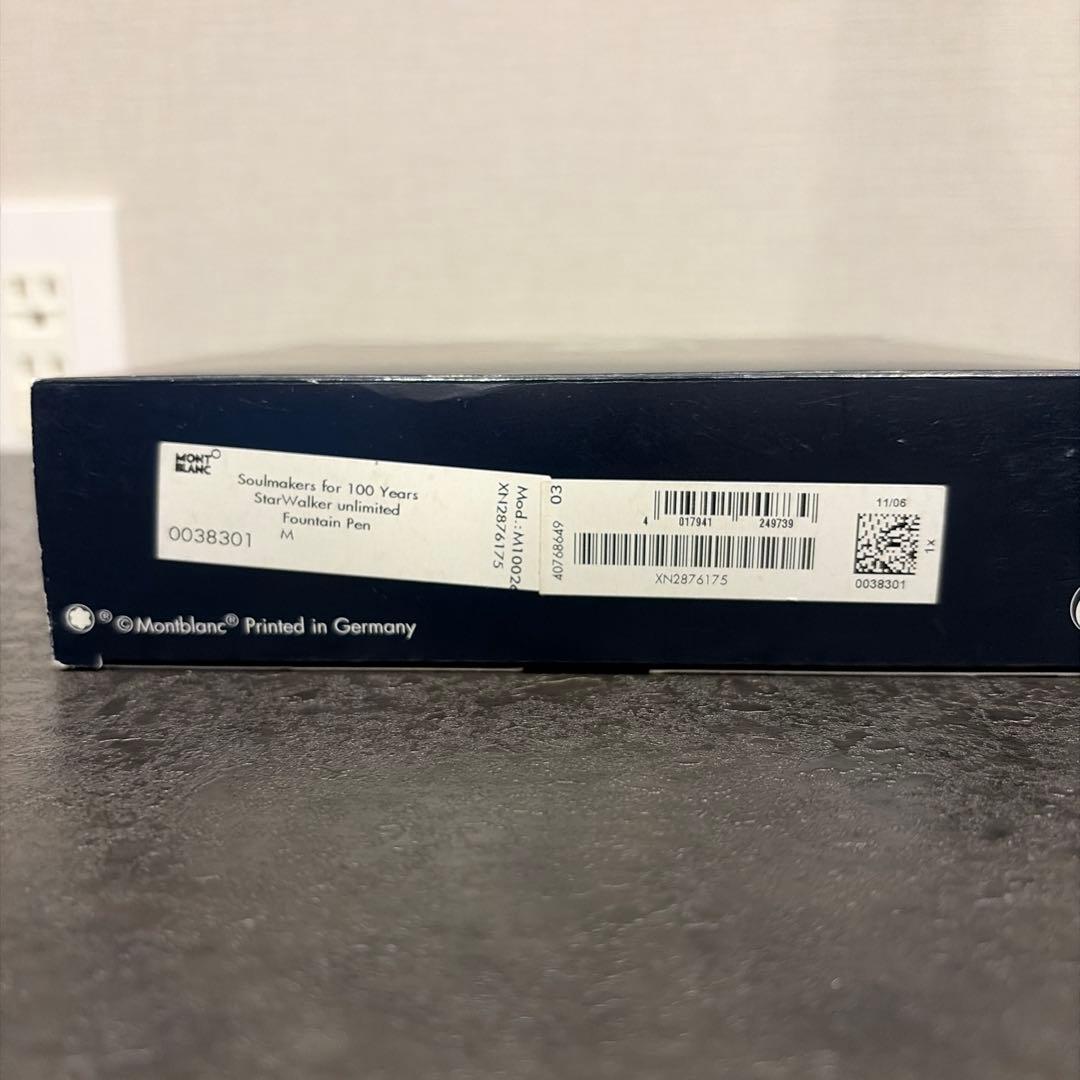 MONT
BLANC
Soulmakers for 100 Years
StarWalker unlimited
Fountain Pen
M
0038301
Mod.:M1002
XN2876175
03
40768649
4 017941 249739
XN2876175
11/06
1x
0038301
® ©Montblanc® Printed in Germany